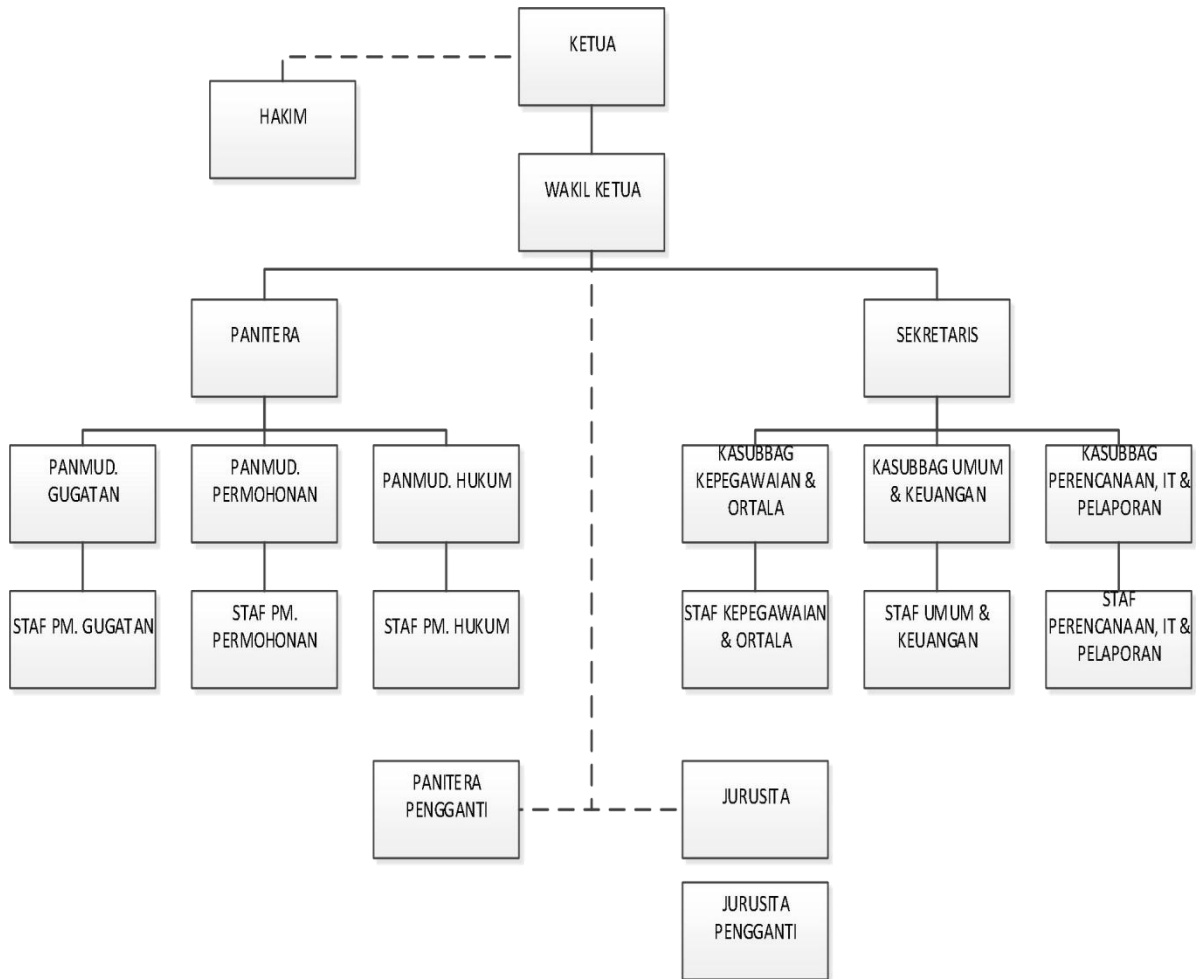 KETUA
HAKIM
WAKIL KETUA
PANITERA
SEKRETARIS
PANMUD.
GUGATAN
PANMUD.
PERMOHONAN
PANMUD. HUKUM
KASUBBAG
KEPEGAWAIAN &
ORTALA
KASUBBAG UMUM
& KEUANGAN
KASUBBAG
PERENCANAAN, IT &
PELAPORAN
STAF PM. GUGATAN
STAF PM.
PERMOHONAN
STAF PM. HUKUM
STAF KEPEGAWAIAN
& ORTALA
STAF UMUM &
KEUANGAN
STAF
PERENCANAAN, IT &
PELAPORAN
PANITERA
PENGGANTI
JURUSITA
JURUSITA
PENGGANTI